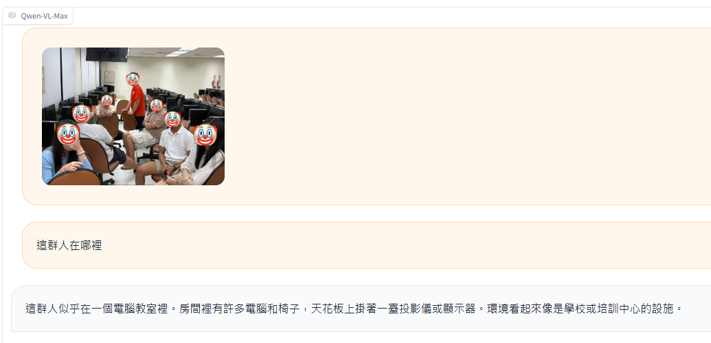 Qwen-VL-Max
這群人在哪裡
這群人似乎在一個電腦教室裡。房間裡有許多電腦和椅子，天花板上掛著一臺投影儀或顯示器。環境看起來像是學校或培訓中心的設施。